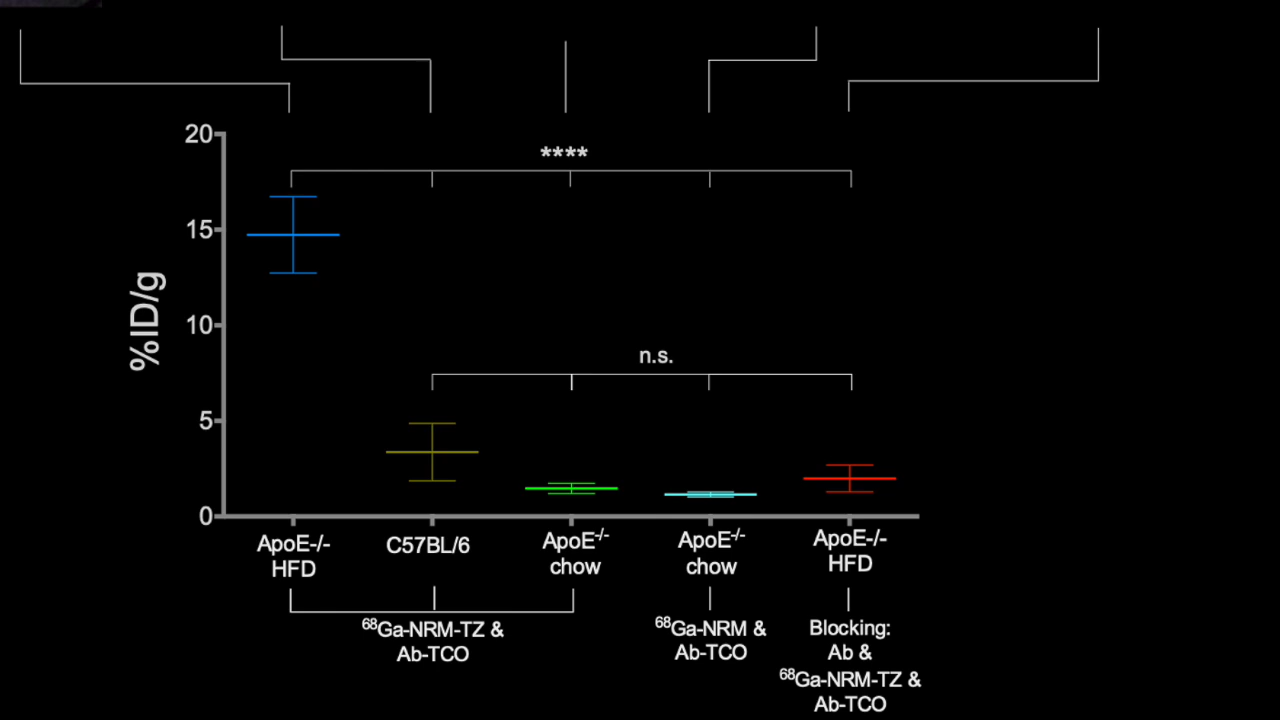 20
****
15
%ID/g
10
n.s.
5
0
ApoE-/-
HFD
C57BL/6
ApoE-/-
chow
ApoE-/-
chow
ApoE-/-
HFD
68Ga-NRM-TZ &
Ab-TCO
68Ga-NRM &
Ab-TCO
Blocking:
Ab &
68Ga-NRM-TZ &
Ab-TCO